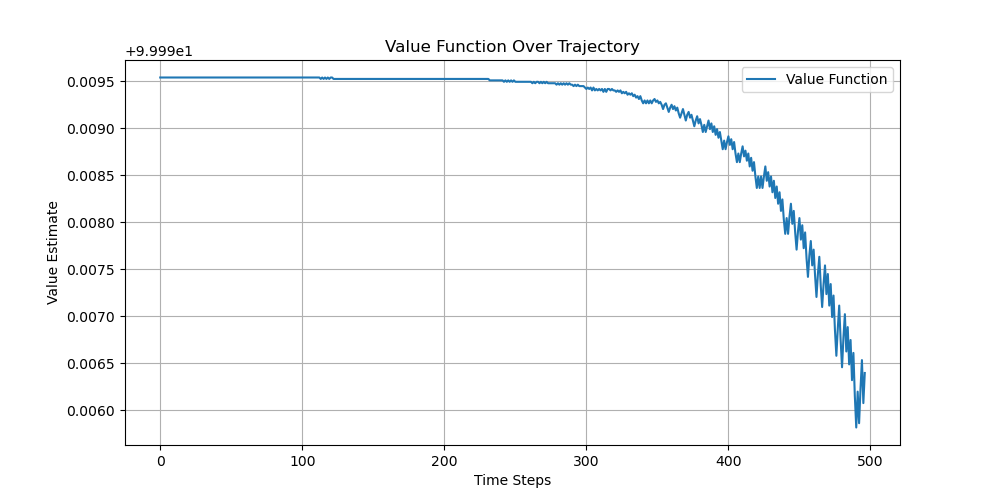 Value Function Over Trajectory
+9.999e1
Value Function
0.0095
0.0090
0.0085
0.0080
0.0075
0.0070
0.0065
0.0060
Value Estimate
0 100 200 300 400 500
Time Steps